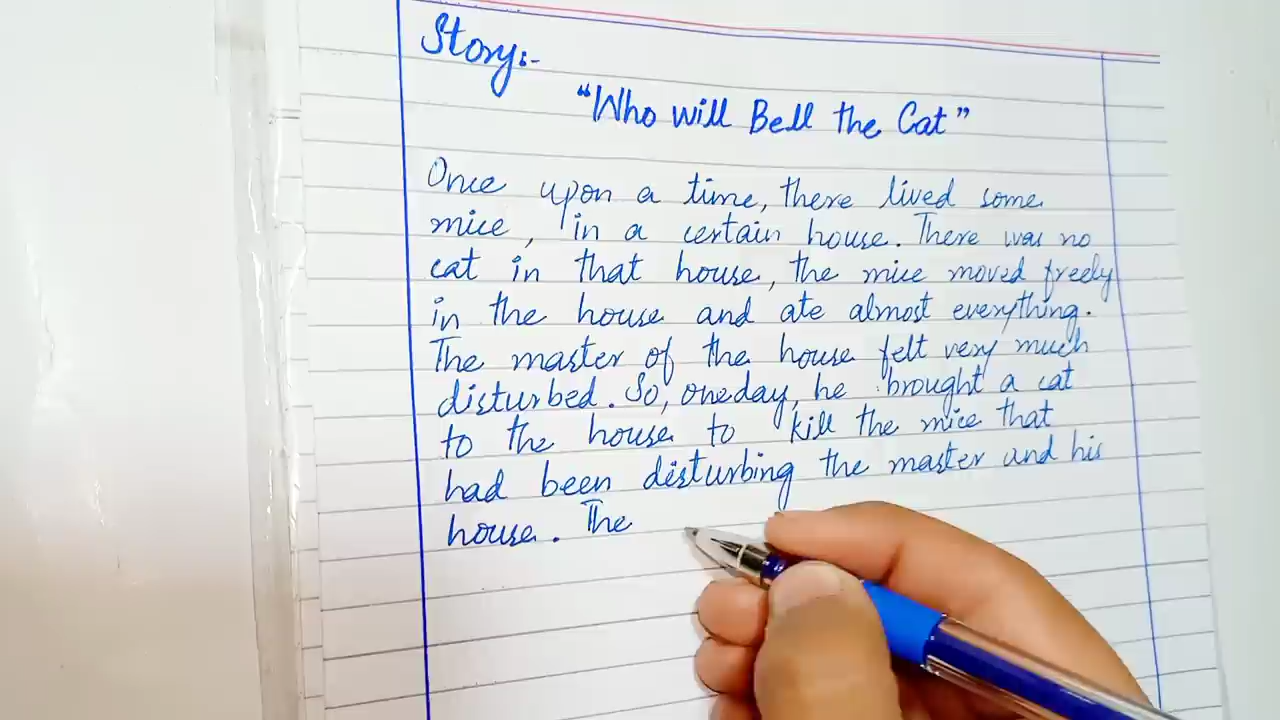 Story:-
"Who will Bell the Cat"
Once upon a time, there lived some
mice, in a certain house. There was no
cat in that house, the mice moved freely
in the house and ate almost everything.
The master of the house felt very much
disturbed. So, oneday, he brought a cat
to the house to kill the mice that
had been disturbing the master and his
house. The